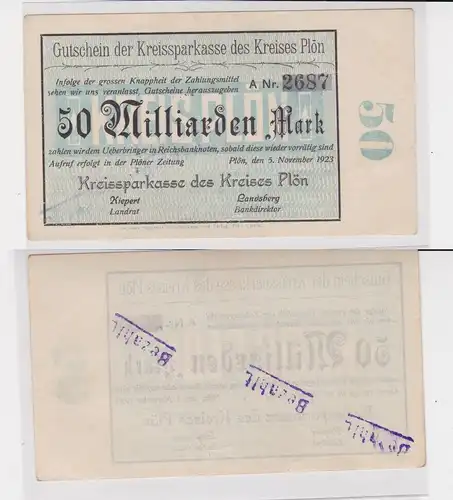 Gutschein der Kreissparkasse des Kreises Plön
Infolge der grossen Knappheit der Zahlungsmittel
sehen wir uns veranlasst, Gutscheine herauszugeben
A Nr. 2687
50 Milliarden Mark
zahlen wir dem Ueberbringer in Reichsbanknoten, sobald diese wieder vorrätig sind
Aufruf erfolgt in der Plöner Zeitung Plön, den 5. November 1923
Kreissparkasse des Kreises Plön
Kiepert Landsberg
Landrat Bankdirektor
50
Bezahlt
Bezahlt
Bezahlt